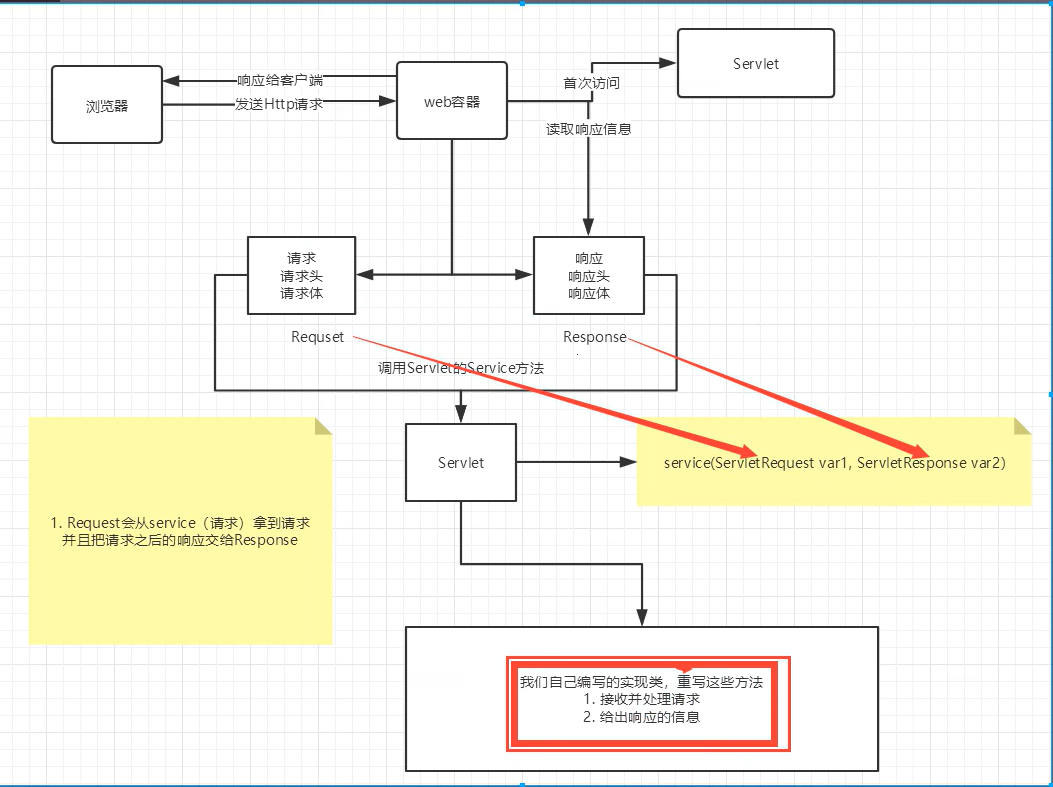 响应给客户端
发送Http请求
浏览器
web容器
首次访问
Servlet
读取响应信息
请求
请求头
请求体
响应
响应头
响应体
Requset
Response
调用Servlet的Service方法
Servlet
service(ServletRequest var1, ServletResponse var2)
1. Request会从service（请求）拿到请求
并且把请求之后的响应交给Response
我们自己编写的实现类，重写这些方法
1. 接收并处理请求
2. 给出响应的信息